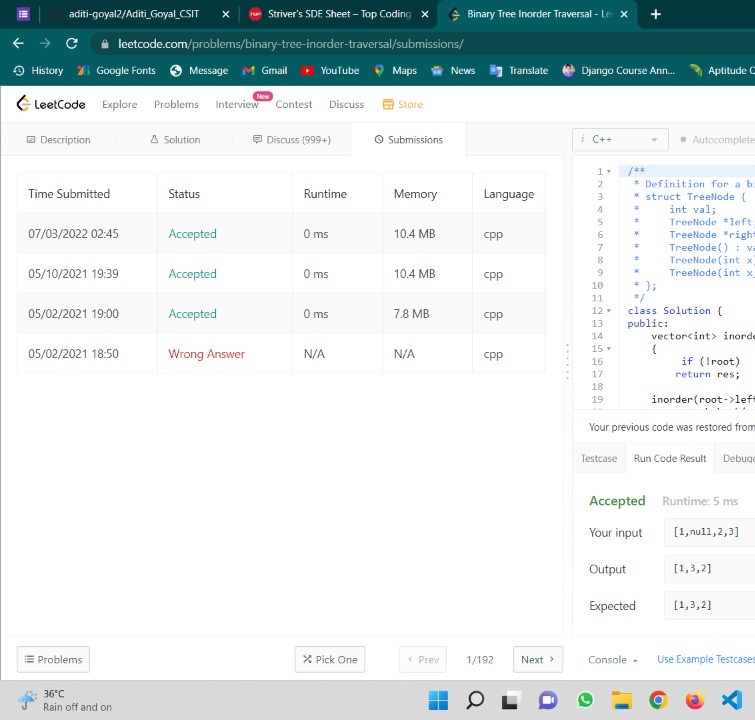 aditi-goyal2/Aditi_Goyal_CSIT
Striver's SDE Sheet – Top Coding
Binary Tree Inorder Traversal - Le
leetcode.com/problems/binary-tree-inorder-traversal/submissions/
History Google Fonts Message Gmail YouTube Maps News Translate Django Course Ann... Aptitude
LeetCode Explore Problems Interview New Contest Discuss Store
Description Solution Discuss (999+) Submissions
i C++ Autocomplete
Time Submitted Status Runtime Memory Language
07/03/2022 02:45 Accepted 0 ms 10.4 MB cpp
05/10/2021 19:39 Accepted 0 ms 10.4 MB cpp
05/02/2021 19:00 Accepted 0 ms 7.8 MB cpp
05/02/2021 18:50 Wrong Answer N/A N/A cpp
1 /**
2 * Definition for a bi
3 * struct TreeNode {
4 * int val;
5 * TreeNode *left;
6 * TreeNode *right
7 * TreeNode() : va
8 * TreeNode(int x
9 * TreeNode(int x
10 * };
11 */
12 class Solution {
13 public:
14 vector<int> inorde
15 {
16 if (!root)
17 return res;
18
19 inorder(root->left
Your previous code was restored from
Testcase Run Code Result Debugg
Accepted Runtime: 5 ms
Your input [1,null,2,3]
Output [1,3,2]
Expected [1,3,2]
Problems Pick One < Prev 1/192 Next > Console Use Example Testcases
36°C
Rain off and on